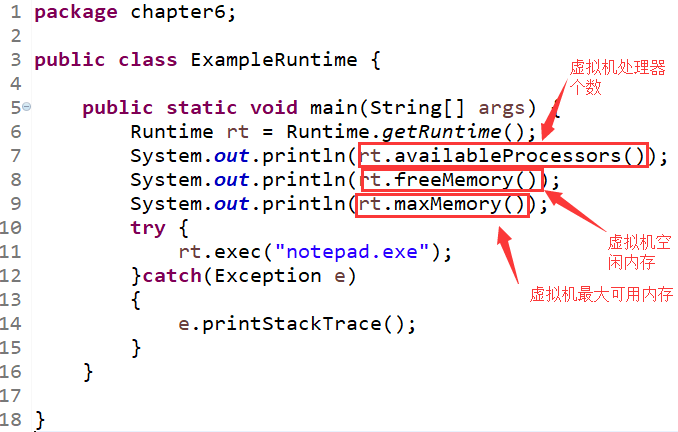 1 package chapter6;
2
3 public class ExampleRuntime {
4
5 public static void main(String[] args) {
6 Runtime rt = Runtime.getRuntime();
7 System.out.println(rt.availableProcessors());
8 System.out.println(rt.freeMemory());
9 System.out.println(rt.maxMemory());
10 try {
11 rt.exec("notepad.exe");
12 }catch(Exception e)
13 {
14 e.printStackTrace();
15 }
16 }
17
18 }
虚拟机处理器
个数
虚拟机空
闲内存
虚拟机最大可用内存